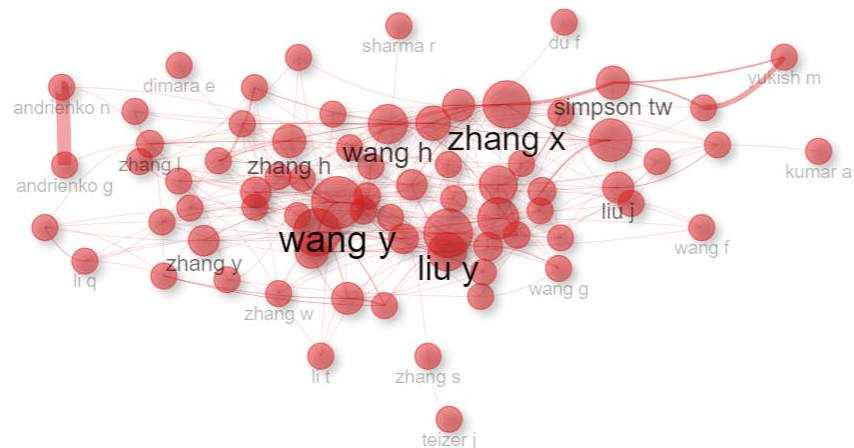 sharma r
du f
dimara e
vukish m
andrienko n
simpson tw
zhang x
zhang l
zhang h
wang h
kumar a
andrienko g
liu j
wang y
wang f
zhang y
liu y
li q
wang g
zhang w
li t
zhang s
teizer j